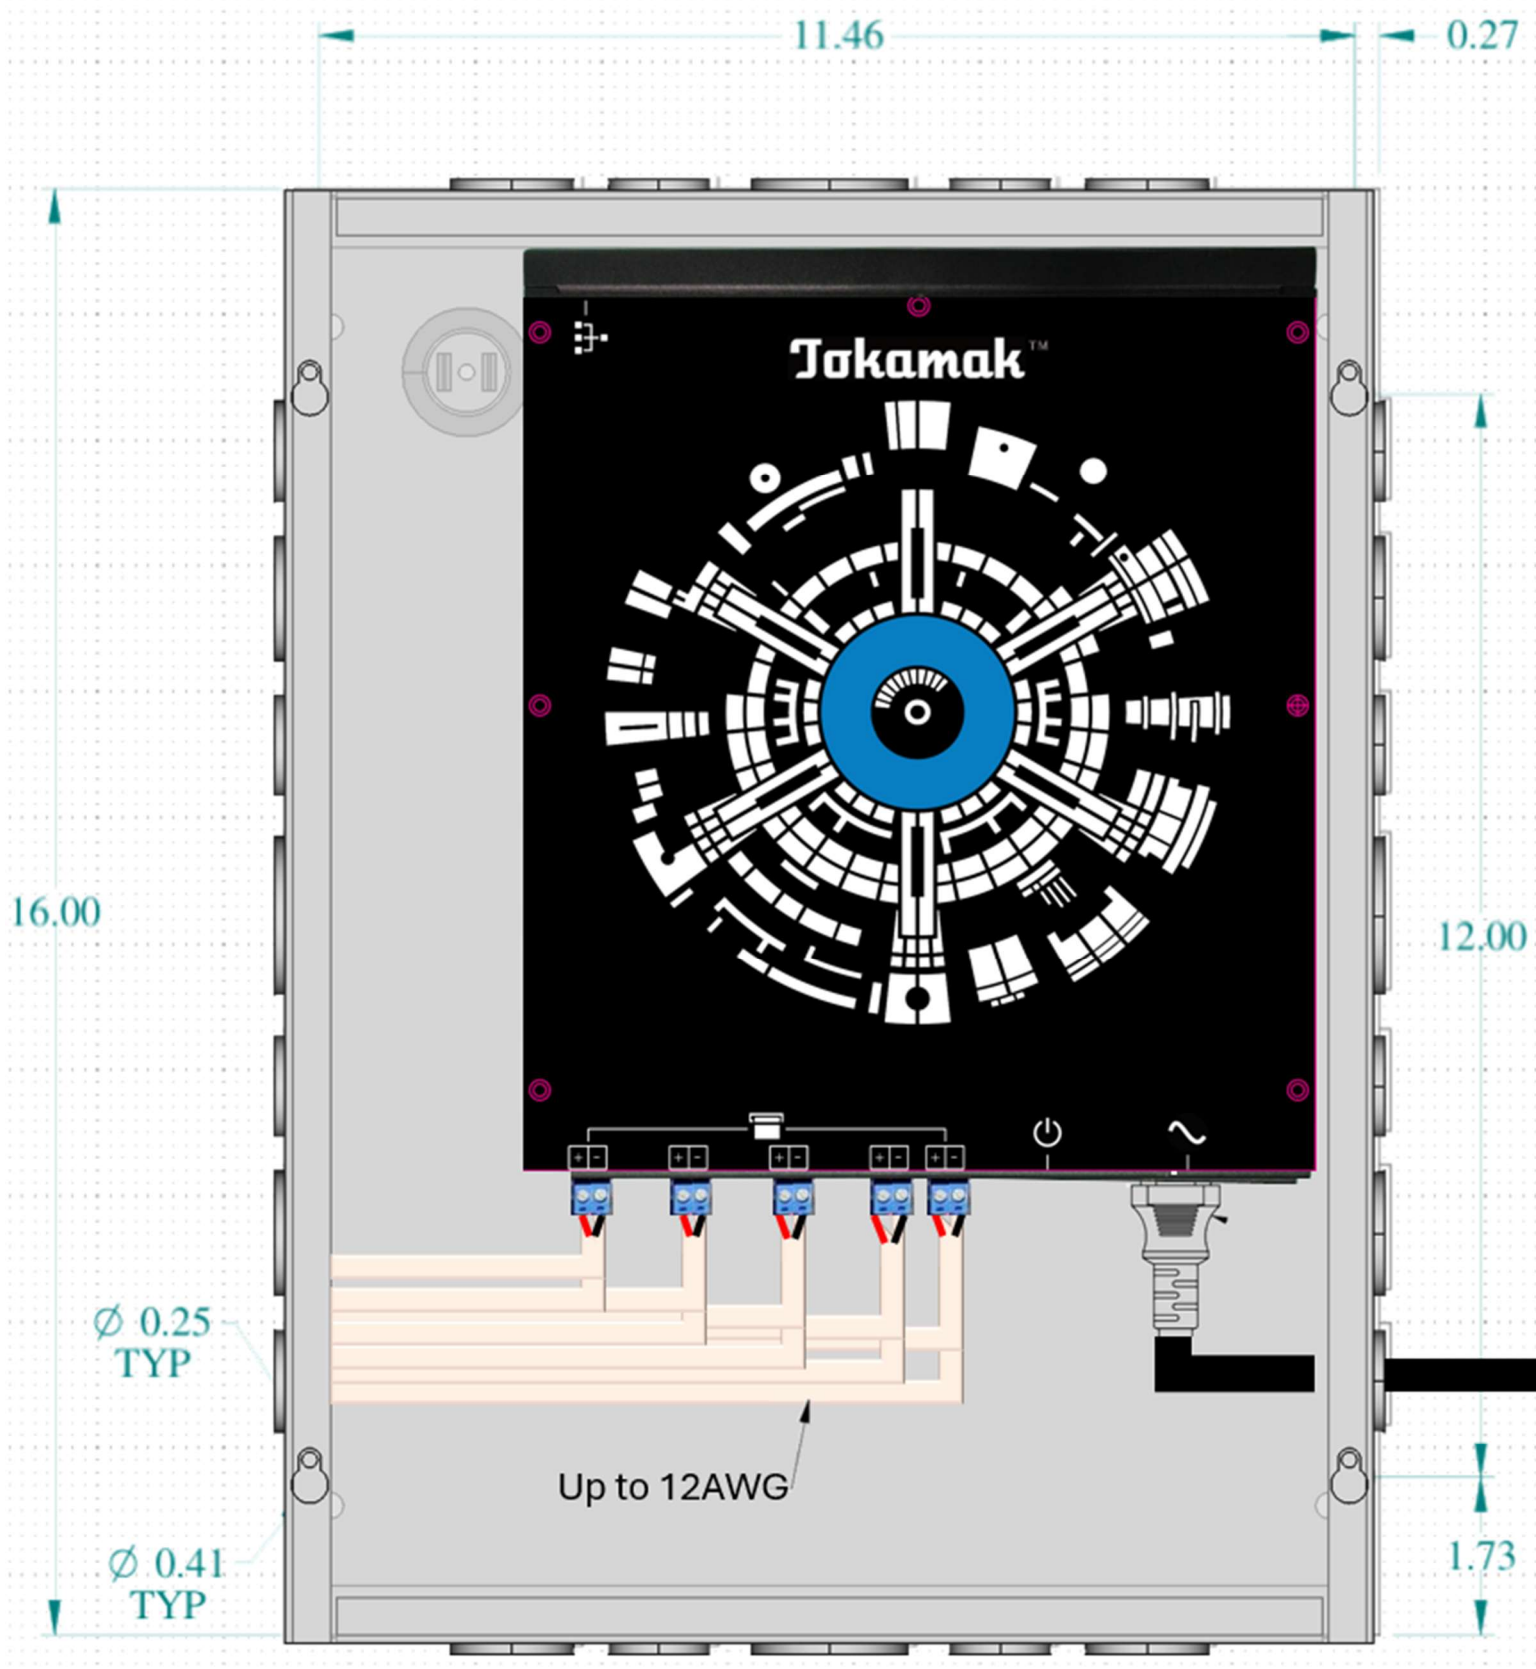 11.46
0.27
Tokamak™
16.00
12.00
+ - + - + - + - + -
Ø 0.25
TYP
Up to 12AWG
Ø 0.41
TYP
1.73